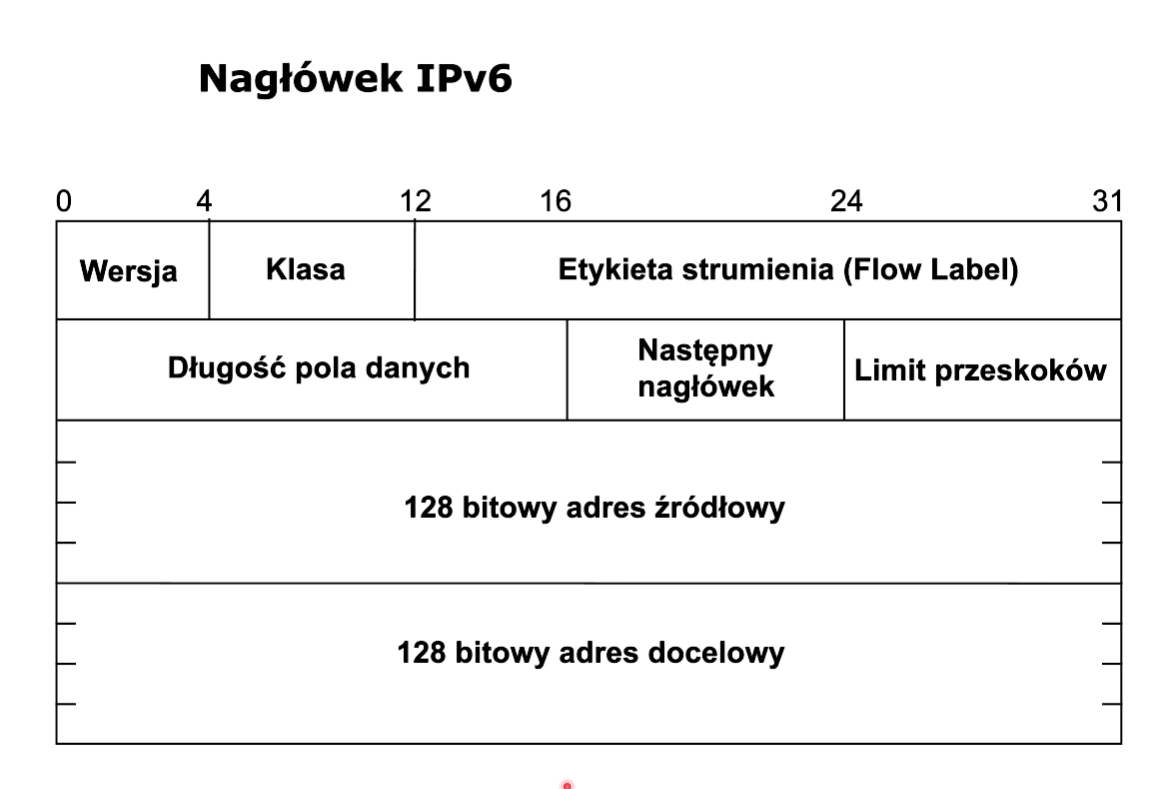 Nagłówek IPv6
0 4 12 16 24 31
Wersja Klasa Etykieta strumienia (Flow Label)
Długość pola danych Następny nagłówek Limit przeskoków
128 bitowy adres źródłowy
128 bitowy adres docelowy